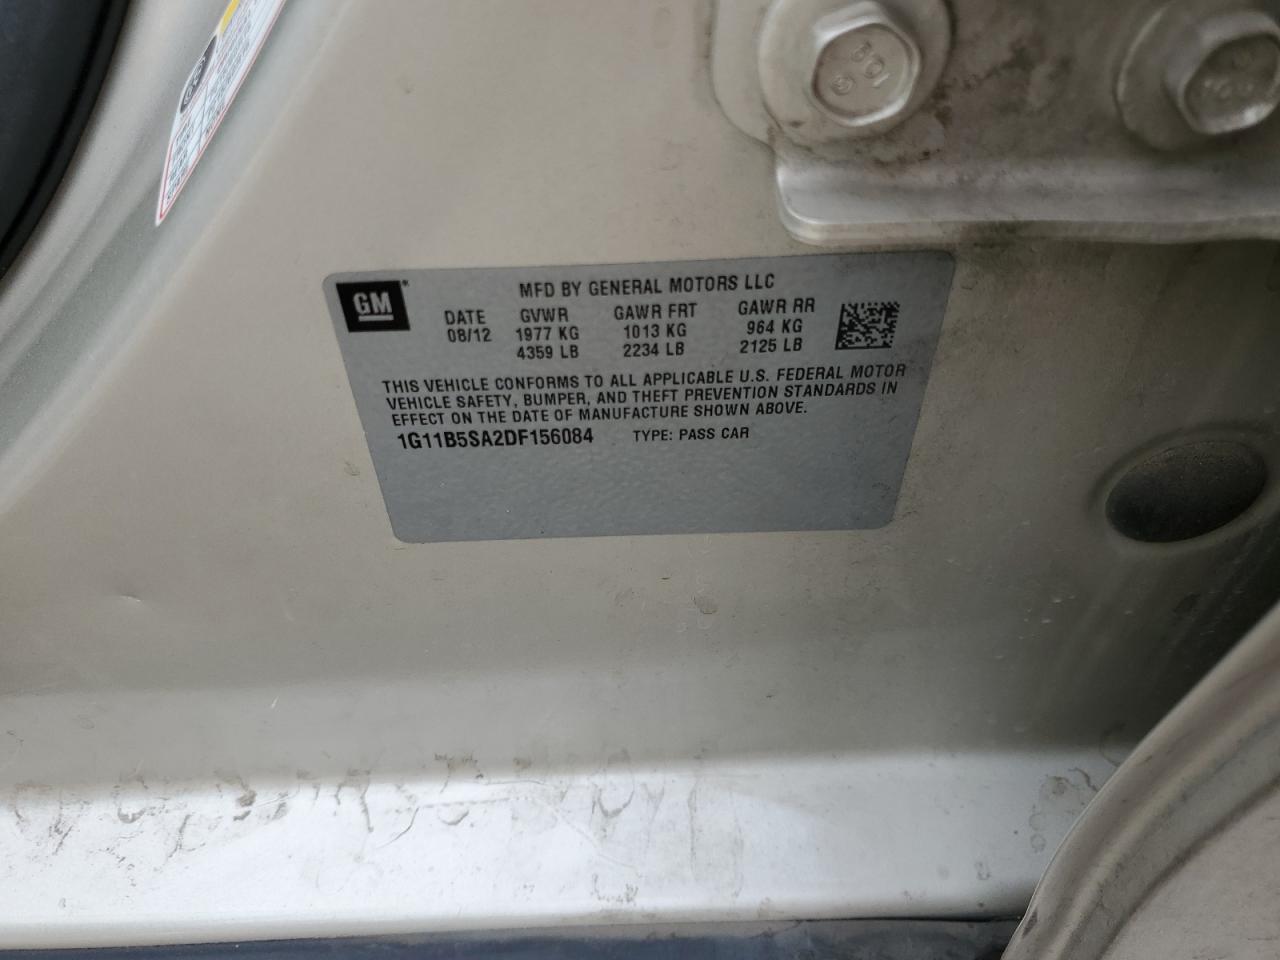 GM
MFD BY GENERAL MOTORS LLC
DATE GVWR GAWR FRT GAWR RR
08/12 1977 KG 1013 KG 964 KG
4359 LB 2234 LB 2125 LB
THIS VEHICLE CONFORMS TO ALL APPLICABLE U.S. FEDERAL MOTOR
VEHICLE SAFETY, BUMPER, AND THEFT PREVENTION STANDARDS IN
EFFECT ON THE DATE OF MANUFACTURE SHOWN ABOVE.
1G11B5SA2DF156084 TYPE: PASS CAR